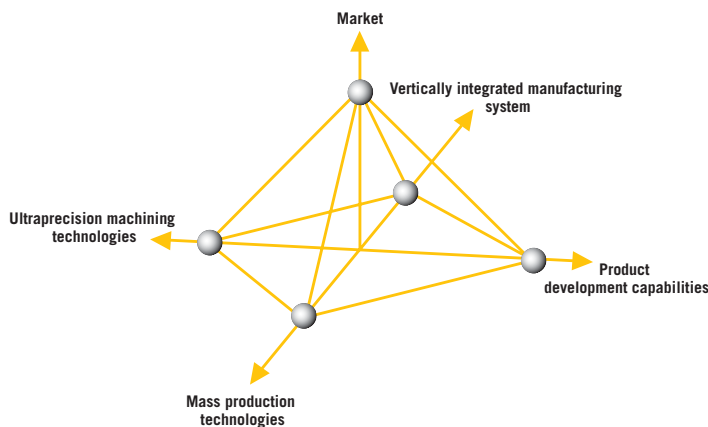 Market
Vertically integrated manufacturing
system
Ultraprecision machining
technologies
Product
development capabilities
Mass production
technologies